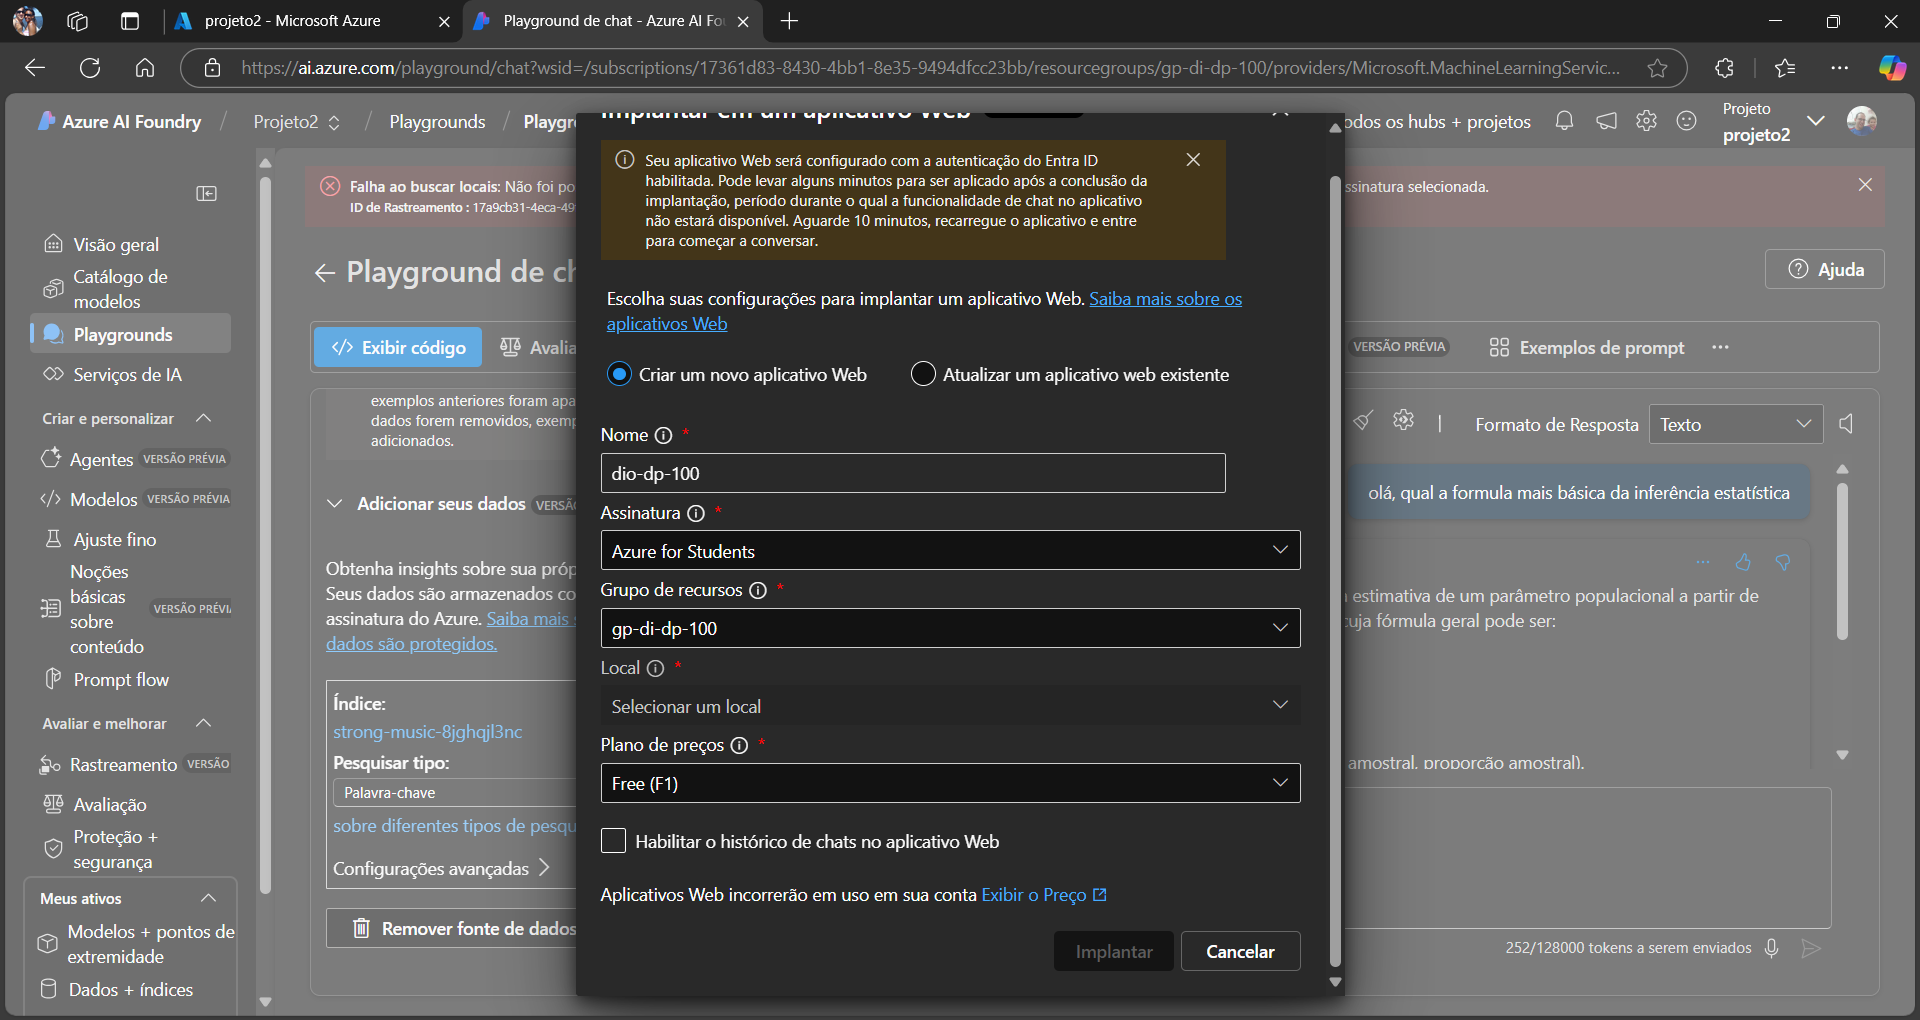 projeto2 - Microsoft Azure
Playground de chat - Azure AI Fou
https://ai.azure.com/playground/chat?wsid=/subscriptions/17361d83-8430-4bb1-8e35-9494dfcc23bb/resourcegroups/gp-di-dp-100/providers/Microsoft.MachineLearningServic...
Azure AI Foundry / Projeto2 / Playgrounds / Playgr
odos os hubs + projetos
Projeto
projeto2
Visão geral
Catálogo de
modelos
Playgrounds
Serviços de IA
Criar e personalizar
Agentes VERSÃO PRÉVIA
Modelos VERSÃO PRÉVIA
Ajuste fino
Noções
básicas
sobre
conteúdo
VERSÃO PRÉVI
Prompt flow
Avaliar e melhorar
Rastreamento VERSÃO
Avaliação
Proteção +
segurança
Meus ativos
Modelos + pontos de
extremidade
Dados + índices
Falha ao buscar locais: Não foi po
ssinatura selecionada.
ID de Rastreamento : 17a9cb31-4eca-49
Playground de ch
Ajuda
Exibir código
Avalia
VERSÃO PRÉVIA
Exemplos de prompt
exemplos anteriores foram apa
dados forem removidos, exemp
adicionados.
Adicionar seus dados VERSÃ
Obtenha insights sobre sua próp
Seus dados são armazenados co
assinatura do Azure. Saiba mais s
dados são protegidos.
Índice:
strong-music-8jghqjl3nc
Pesquisar tipo:
Palavra-chave
sobre diferentes tipos de pesqu
Configurações avançadas
Remover fonte de dados
Implantar em um aplicativo Web
Seu aplicativo Web será configurado com a autenticação do Entra ID
habilitada. Pode levar alguns minutos para ser aplicado após a conclusão da
implantação, período durante o qual a funcionalidade de chat no aplicativo
não estará disponível. Aguarde 10 minutos, recarregue o aplicativo e entre
para começar a conversar.
Escolha suas configurações para implantar um aplicativo Web. Saiba mais sobre os
aplicativos Web
Criar um novo aplicativo Web
Atualizar um aplicativo web existente
Nome *
dio-dp-100
Assinatura *
Azure for Students
Grupo de recursos *
gp-di-dp-100
Local *
Selecionar um local
Plano de preços *
Free (F1)
Habilitar o histórico de chats no aplicativo Web
Aplicativos Web incorrerão em uso em sua conta Exibir o Preço
Implantar
Cancelar
Formato de Resposta
Texto
olá, qual a formula mais básica da inferência estatística
estimativa de um parâmetro populacional a partir de
cuja fórmula geral pode ser:
amostral, proporção amostral).
252/128000 tokens a serem enviados